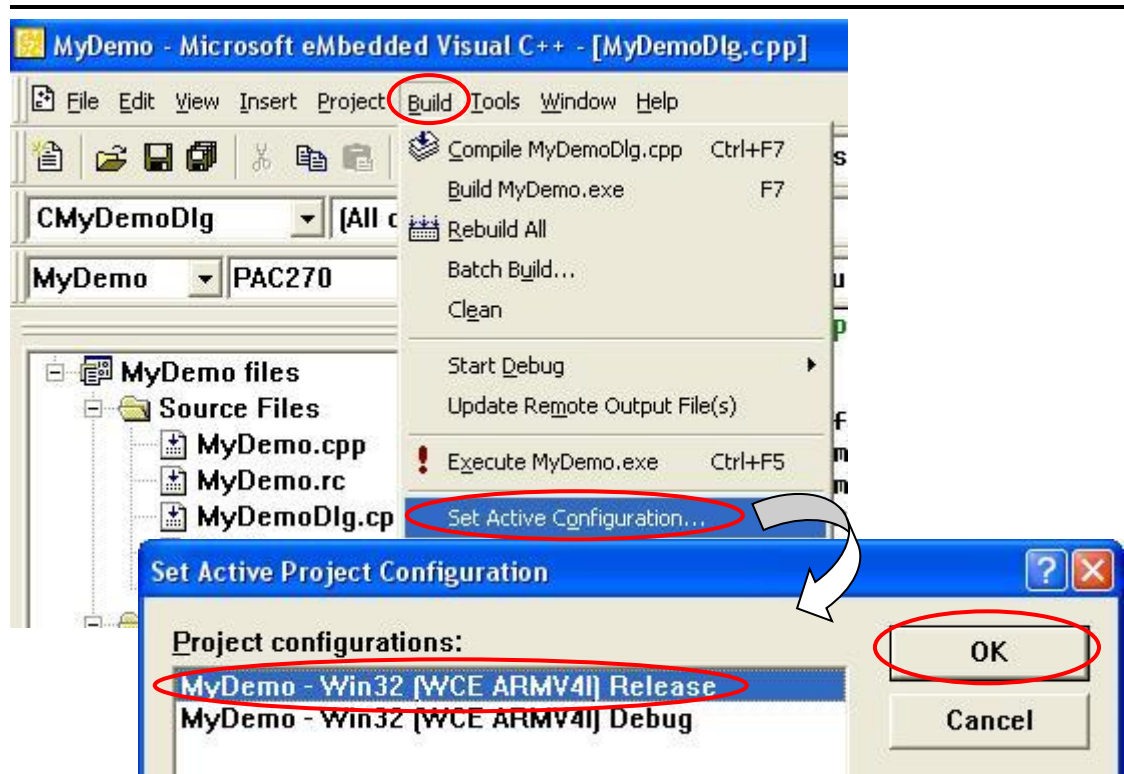 MyDemo - Microsoft eMbedded Visual C++ - [MyDemoDlg.cpp]
File Edit View Insert Project Build Tools Window Help
Compile MyDemoDlg.cpp Ctrl+F7
Build MyDemo.exe F7
CMyDemoDlg (All
Rebuild All
MyDemo PAC270
Batch Build...
Clean
MyDemo files
Start Debug
Source Files
Update Remote Output File(s)
MyDemo.cpp
Execute MyDemo.exe Ctrl+F5
MyDemo.rc
MyDemoDlg.cp
Set Active Configuration...
Set Active Project Configuration
Project configurations:
OK
MyDemo - Win32 (WCE ARMV4I) Release
MyDemo - Win32 (WCE ARMV4I) Debug
Cancel